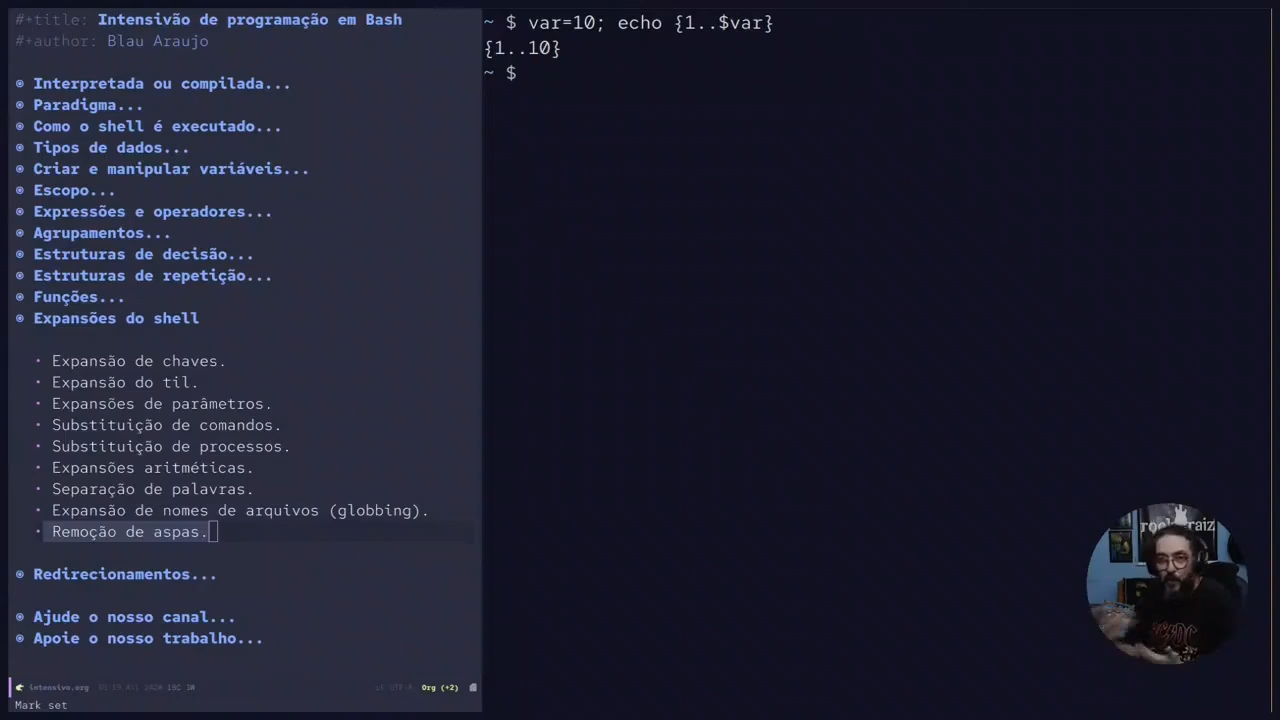 #+title: Intensivão de programação em Bash
#+author: Blau Araujo
Interpretada ou compilada...
Paradigma...
Como o shell é executado...
Tipos de dados...
Criar e manipular variáveis...
Escopo...
Expressões e operadores...
Agrupamentos...
Estruturas de decisão...
Estruturas de repetição...
Funções...
Expansões do shell
Expansão de chaves.
Expansão do til.
Expansões de parâmetros.
Substituição de comandos.
Substituição de processos.
Expansões aritméticas.
Separação de palavras.
Expansão de nomes de arquivos (globbing).
Remoção de aspas.
Redirecionamentos...
Ajude o nosso canal...
Apoie o nosso trabalho...
intensivo.org
Org (+2)
Mark set
~ $ var=10; echo {1..$var}
{1..10}
~ $